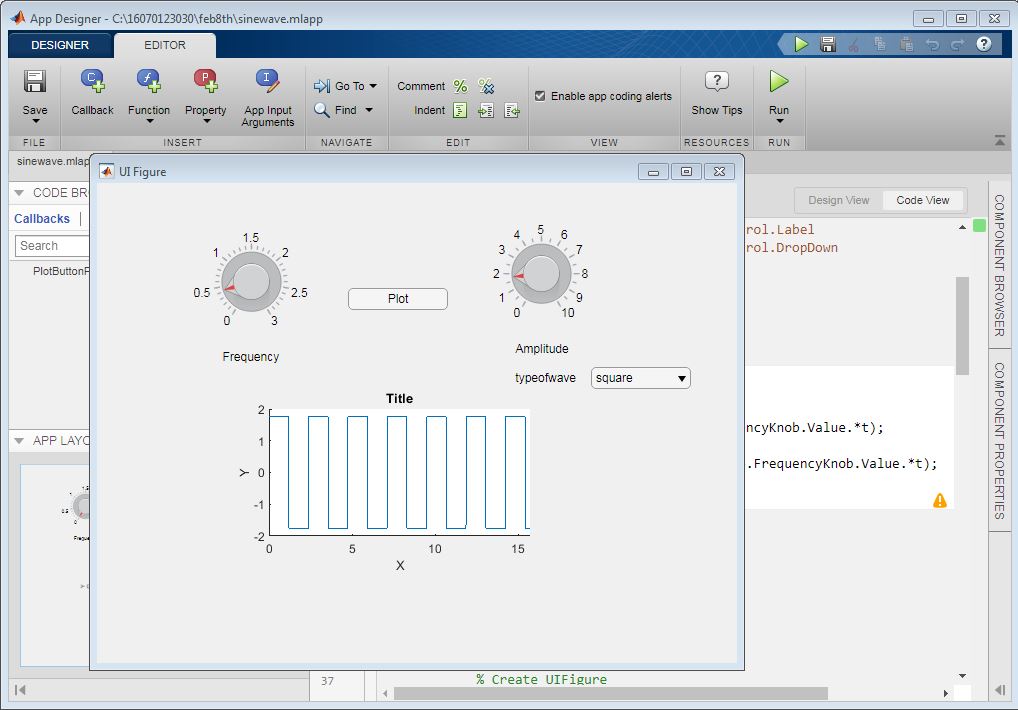 App Designer - C:\16070123030\feb8th\sinewave.mlapp
DESIGNER EDITOR
Save Callback Function Property App Input Arguments
Go To
Find
Comment
Indent
Enable app coding alerts
Show Tips
Run
FILE INSERT NAVIGATE EDIT VIEW RESOURCES RUN
sinewave.mlapp
CODE BR
Callbacks
Search
PlotButtonP
APP LAYO
UI Figure
0 0.5 1 1.5 2 2.5 3
Frequency
Plot
0 1 2 3 4 5 6 7 8 9 10
Amplitude
typeofwave square
Title
2
1
0
-1
-2
Y
0 5 10 15
X
Design View Code View
rol.Label
rol.DropDown
ncyKnob.Value.*t);
.FrequencyKnob.Value.*t);
37 % Create UIFigure
COMPONENT BROWSER
COMPONENT PROPERTIES